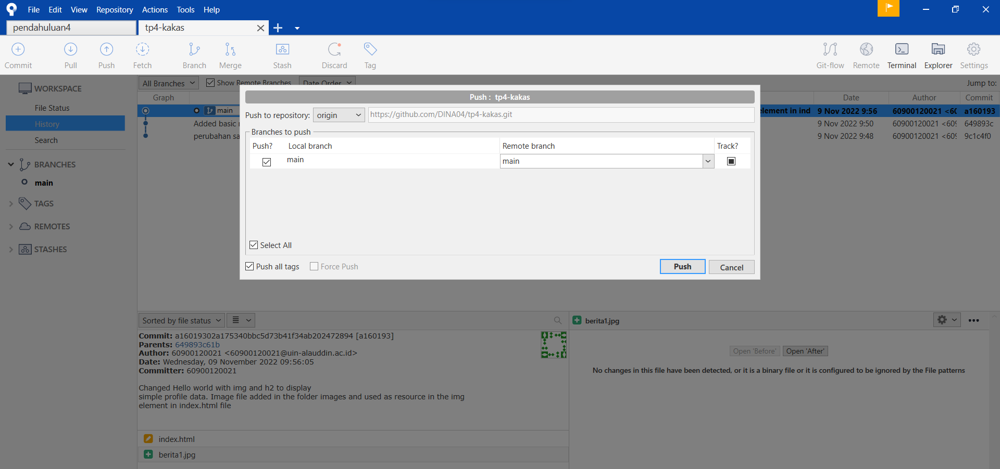 File Edit View Repository Actions Tools Help
pendahuluan4 tp4-kakas
Commit Pull Push Fetch Branch Merge Stash Discard Tag Git-flow Remote Terminal Explorer Settings
WORKSPACE
File Status
History
Search
BRANCHES
main
TAGS
REMOTES
STASHES
All Branches Show Remote Branches Date Order Jump to:
Graph Date Author Commit
main element in ind 9 Nov 2022 9:56 60900120021 <6( a160193
Added basic 9 Nov 2022 9:50 60900120021 <609 649893c
perubahan sa 9 Nov 2022 9:48 60900120021 <609 9c1c4f0
Push : tp4-kakas
Push to repository: origin https://github.com/DINA04/tp4-kakas.git
Branches to push
Push? Local branch Remote branch Track?
main main
Select All
Push all tags Force Push Push Cancel
Sorted by file status
Commit: a16019302a175340bbc5d73b41f34ab202472894 [a160193]
Parents: 649893c61b
Author: 60900120021 <60900120021@uin-alauddin.ac.id>
Date: Wednesday, 09 November 2022 09:56:05
Committer: 60900120021
Changed Hello world with img and h2 to display
simple profile data. Image file added in the folder images and used as resource in the img
element in index.html file
index.html
berita1.jpg
berita1.jpg
Open 'Before' Open 'After'
No changes in this file have been detected, or it is a binary file or it is configured to be ignored by the File patterns